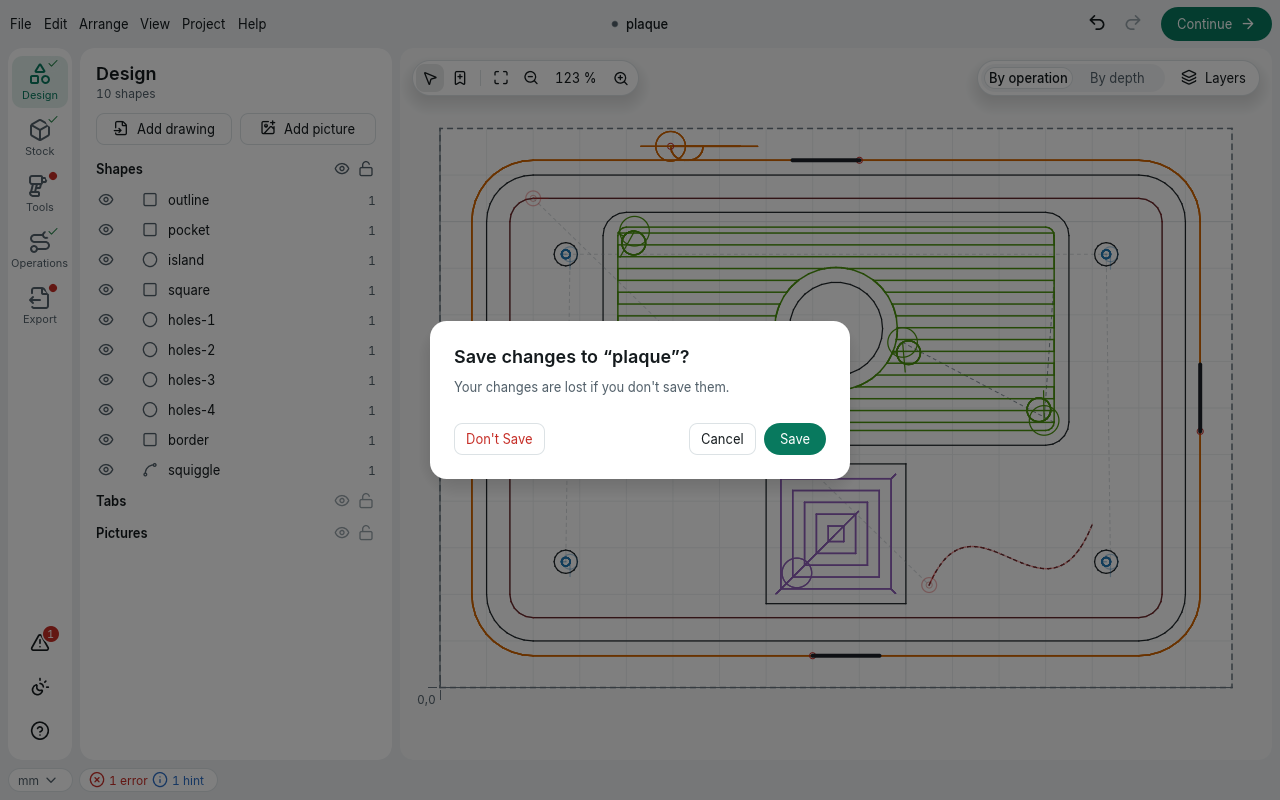 File Edit Arrange View Project Help
plaque
Continue
Design
Stock
Tools
Operations
Export
1
Design
10 shapes
Add drawing Add picture
Shapes
outline 1
pocket 1
island 1
square 1
holes-1 1
holes-2 1
holes-3 1
holes-4 1
border 1
squiggle 1
Tabs
Pictures
123 %
By operation By depth Layers
0,0
Save changes to “plaque”?
Your changes are lost if you don't save them.
Don't Save Cancel Save
mm 1 error 1 hint